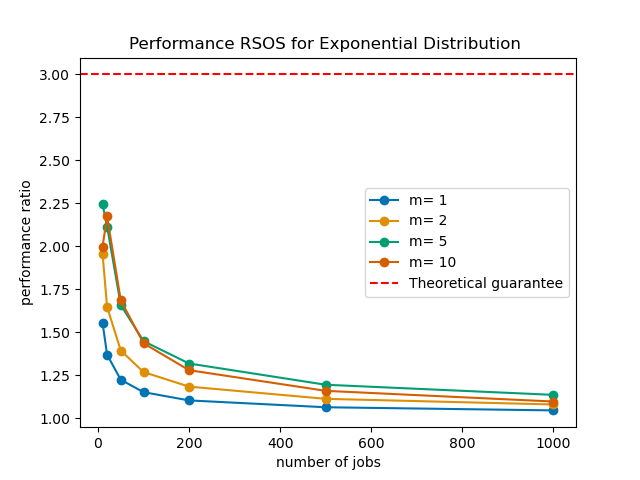 Performance RSOS for Exponential Distribution
performance ratio
3.00
2.75
2.50
2.25
2.00
1.75
1.50
1.25
1.00
m= 1
m= 2
m= 5
m= 10
Theoretical guarantee
0 200 400 600 800 1000
number of jobs